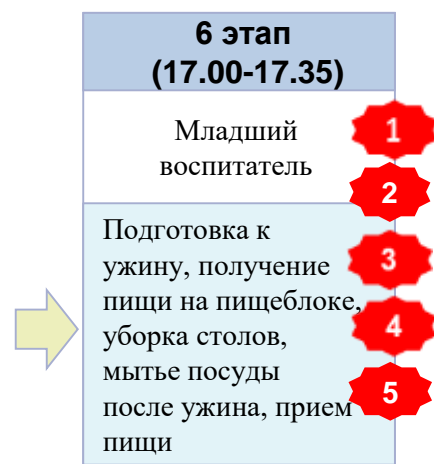 6 этап
(17.00-17.35)
Младший
1
воспитатель
2
Подготовка к
ужину, получение
3
пищи на пищеблоке,
уборка столов,
4
мытье посуды
после ужина, прием
5
пищи